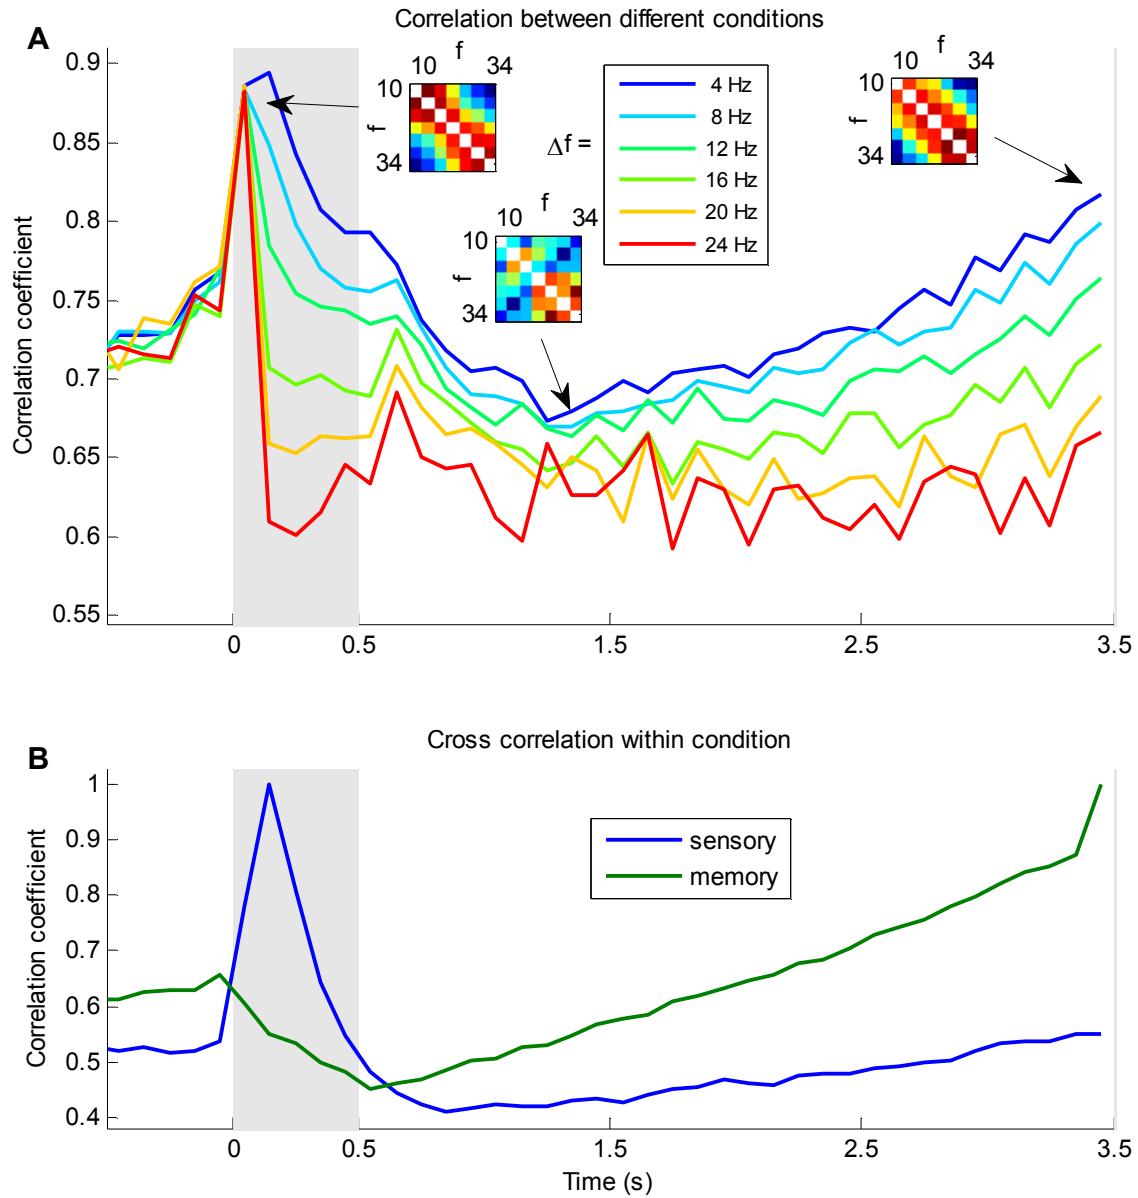 Correlation between different conditions
A
f
10 34
10
f
34
Δf =
4 Hz
8 Hz
12 Hz
16 Hz
20 Hz
24 Hz
f
10 34
10
f
34
f
10 34
10
f
34
Correlation coefficient
0.9
0.85
0.8
0.75
0.7
0.65
0.6
0.55
0 0.5 1.5 2.5 3.5
Cross correlation within condition
B
sensory
memory
Correlation coefficient
1
0.9
0.8
0.7
0.6
0.5
0.4
0 0.5 1.5 2.5 3.5
Time (s)